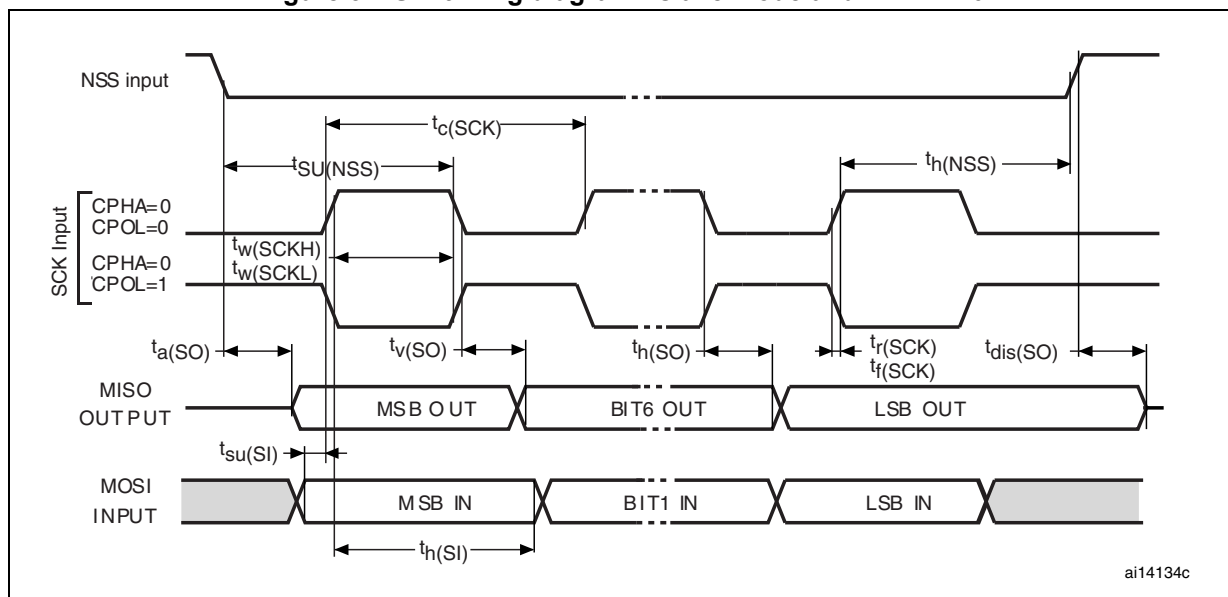 NSS input
tc(SCK)
tSU(NSS)
th(NSS)
SCK Input
CPHA=0
CPOL=0
tw(SCKH)
tw(SCKL)
CPHA=0
CPOL=1
ta(SO)
tv(SO)
th(SO)
tr(SCK)
tf(SCK)
tdis(SO)
MISO
OUTPUT
MSB OUT
BIT6 OUT
LSB OUT
tsu(SI)
MOSI
INPUT
MSB IN
BIT1 IN
LSB IN
th(SI)
ai14134c